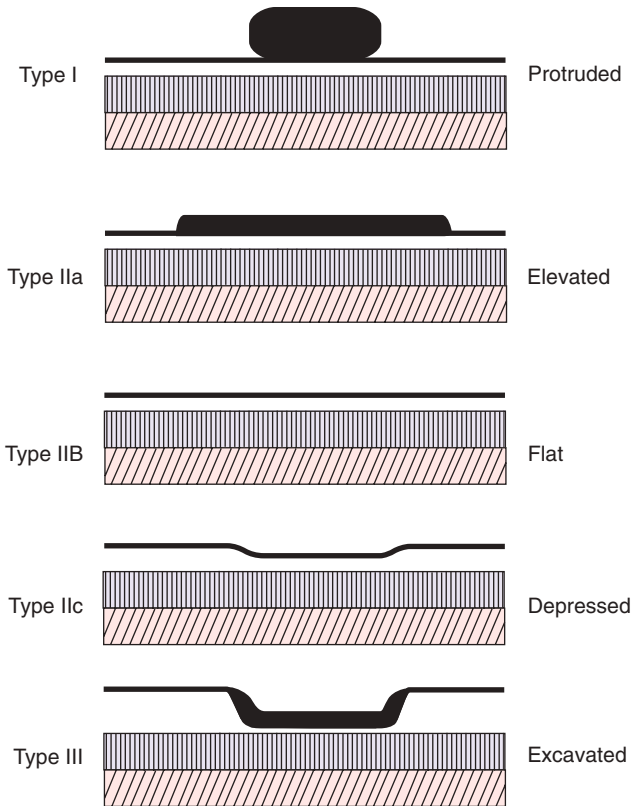 Type I
Protruded
Type IIa
Elevated
Type IIB
Flat
Type IIc
Depressed
Type III
Excavated